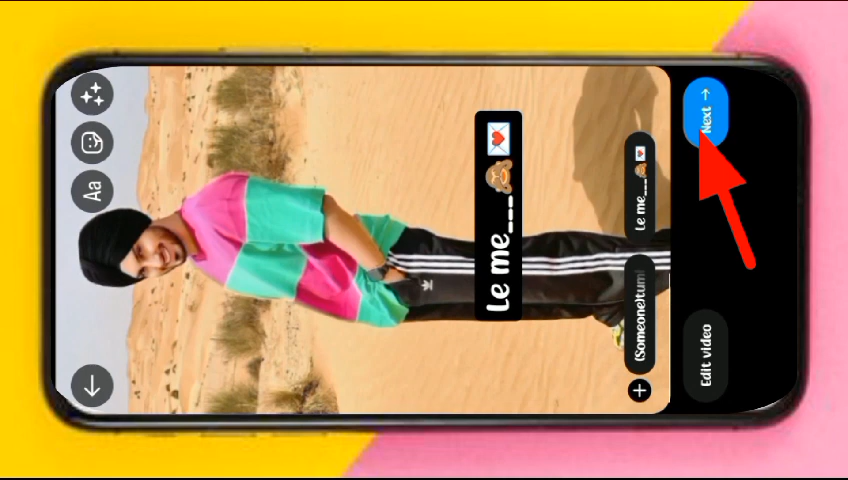 Aa
Le me___🙈💌
Le me___🙈💌
(Someone)tum
Edit video
Next →